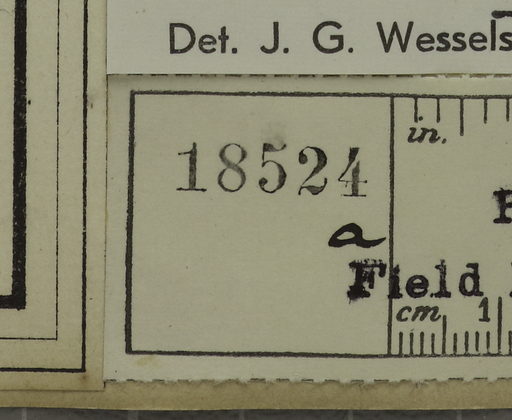 Det. J. G. Wessels
in.
18524
a
Field
cm 1